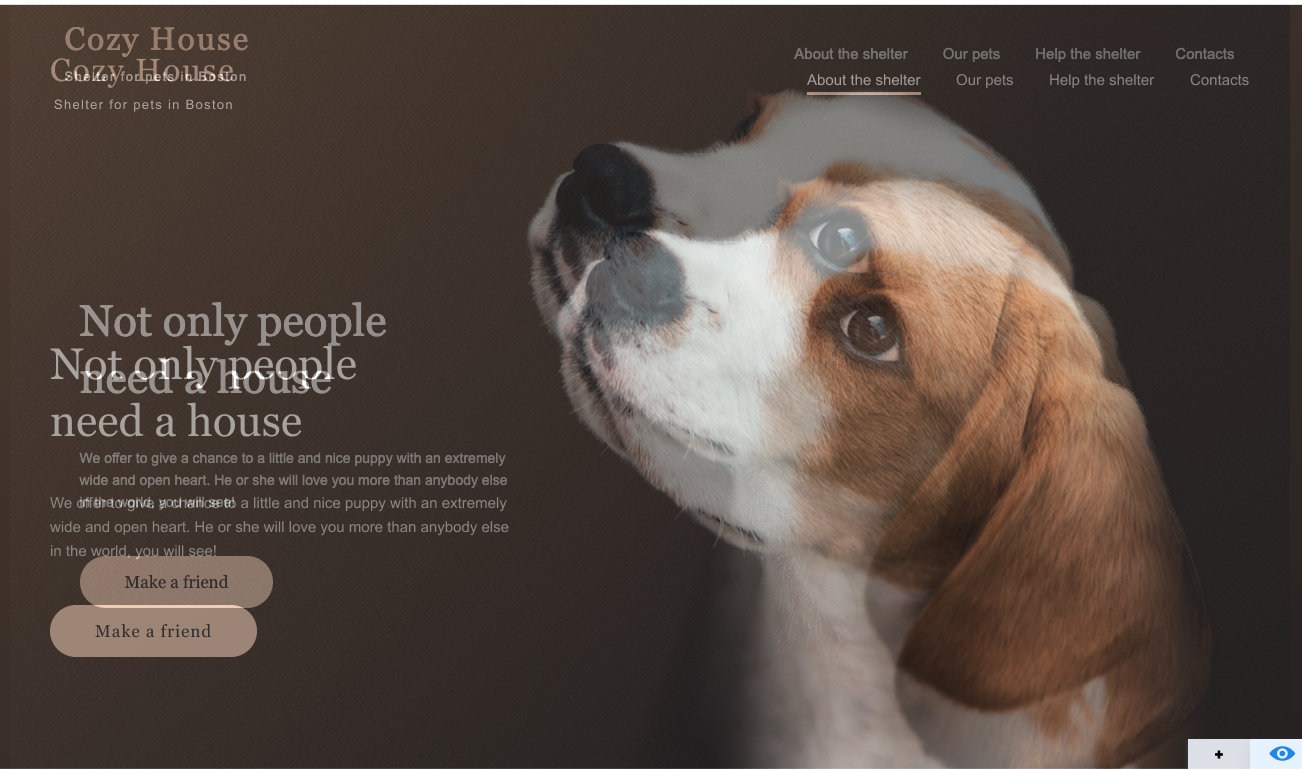 Cozy House
Cozy House
Shelter for pets in Boston
Shelter for pets in Boston
About the shelter Our pets Help the shelter Contacts
About the shelter Our pets Help the shelter Contacts
Not only people
Not only people
need a house
need a house
We offer to give a chance to a little and nice puppy with an extremely
wide and open heart. He or she will love you more than anybody else
in the world, you will see!
We offer to give a chance to a little and nice puppy with an extremely
wide and open heart. He or she will love you more than anybody else
in the world, you will see!
Make a friend
Make a friend
+